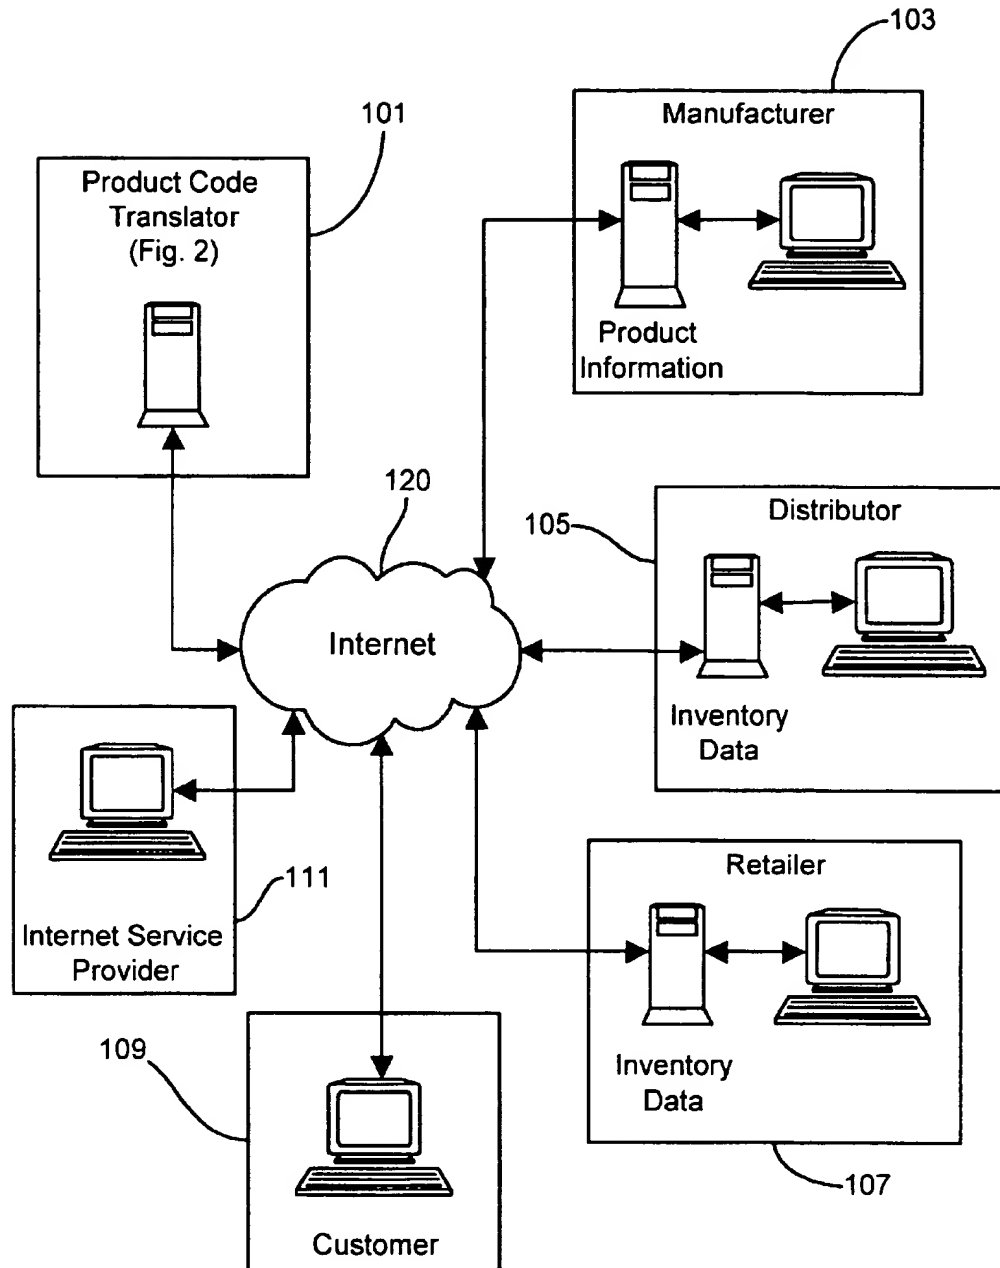 103
Manufacturer
Product
Information
101
Product Code
Translator
(Fig. 2)
120
Internet
105
Distributor
Inventory
Data
111
Internet Service
Provider
Retailer
Inventory
Data
107
109
Customer